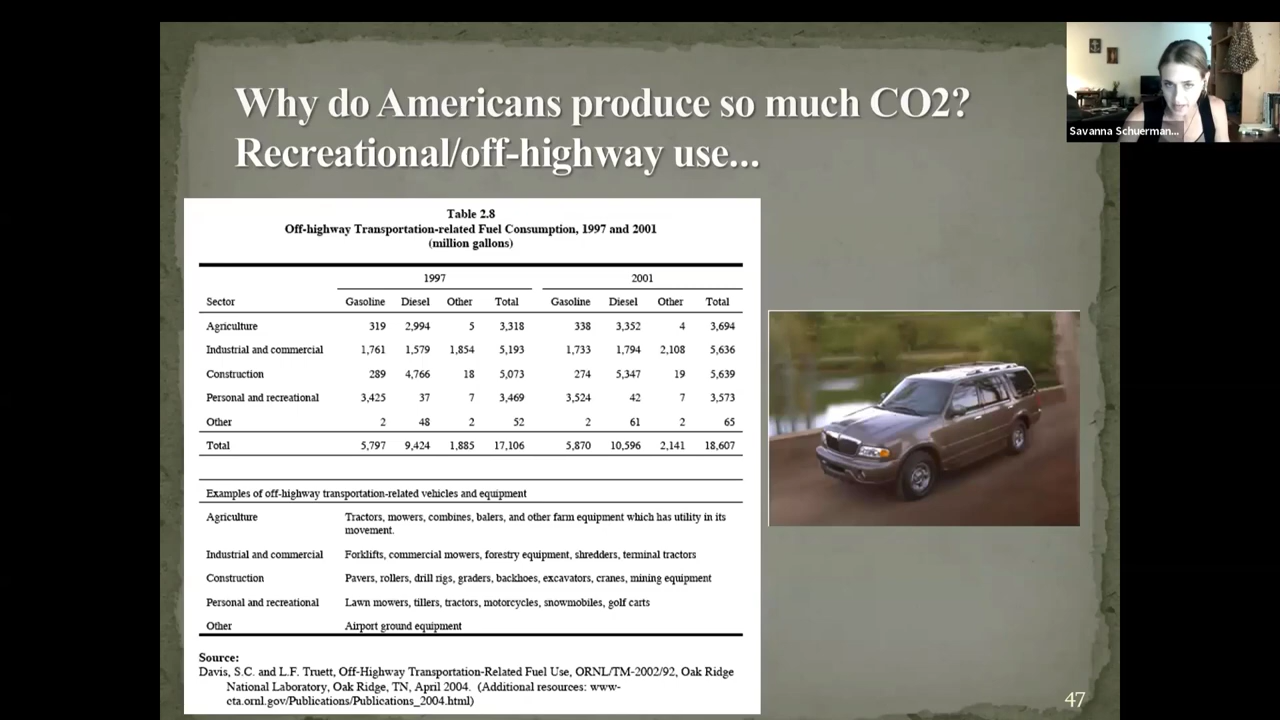 Why do Americans produce so much CO2?
Recreational/off-highway use...
Savanna Schuerman...
Table 2.8
Off-highway Transportation-related Fuel Consumption, 1997 and 2001
(million gallons)
1997 2001
Sector Gasoline Diesel Other Total Gasoline Diesel Other Total
Agriculture 319 2,994 5 3,318 338 3,352 4 3,694
Industrial and commercial 1,761 1,579 1,854 5,193 1,733 1,794 2,108 5,636
Construction 289 4,766 18 5,073 274 5,347 19 5,639
Personal and recreational 3,425 37 7 3,469 3,524 42 7 3,573
Other 2 48 2 52 2 61 2 65
Total 5,797 9,424 1,885 17,106 5,870 10,596 2,141 18,607
Examples of off-highway transportation-related vehicles and equipment
Agriculture Tractors, mowers, combines, balers, and other farm equipment which has utility in its
movement.
Industrial and commercial Forklifts, commercial mowers, forestry equipment, shredders, terminal tractors
Construction Pavers, rollers, drill rigs, graders, backhoes, excavators, cranes, mining equipment
Personal and recreational Lawn mowers, tillers, tractors, motorcycles, snowmobiles, golf carts
Other Airport ground equipment
Source:
Davis, S.C. and L.F. Truett, Off-Highway Transportation-Related Fuel Use, ORNL/TM-2002/92, Oak Ridge
National Laboratory, Oak Ridge, TN, April 2004. (Additional resources: www-
cta.ornl.gov/Publications/Publications_2004.html)
47